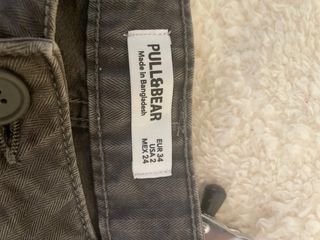 PULL&BEAR
Made in Bangladesh
EUR 34
USA 2
MEX 24